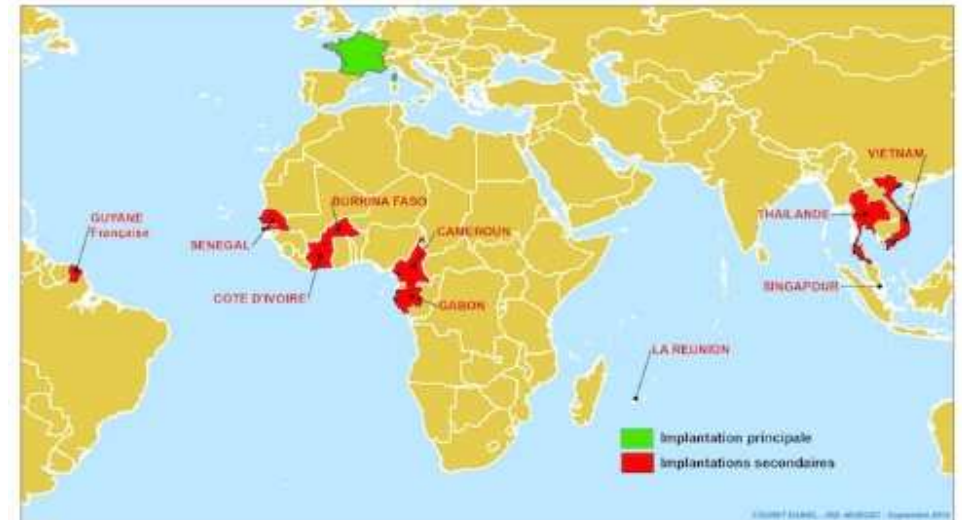 VIETNAM
BURKINA FASO
GUYANE
Française
THAILANDE
SENEGAL
CAMEROUN
SINGAPOUR
COTE D'IVOIRE
GABON
LA REUNION
Implantation principale
Implantations secondaires